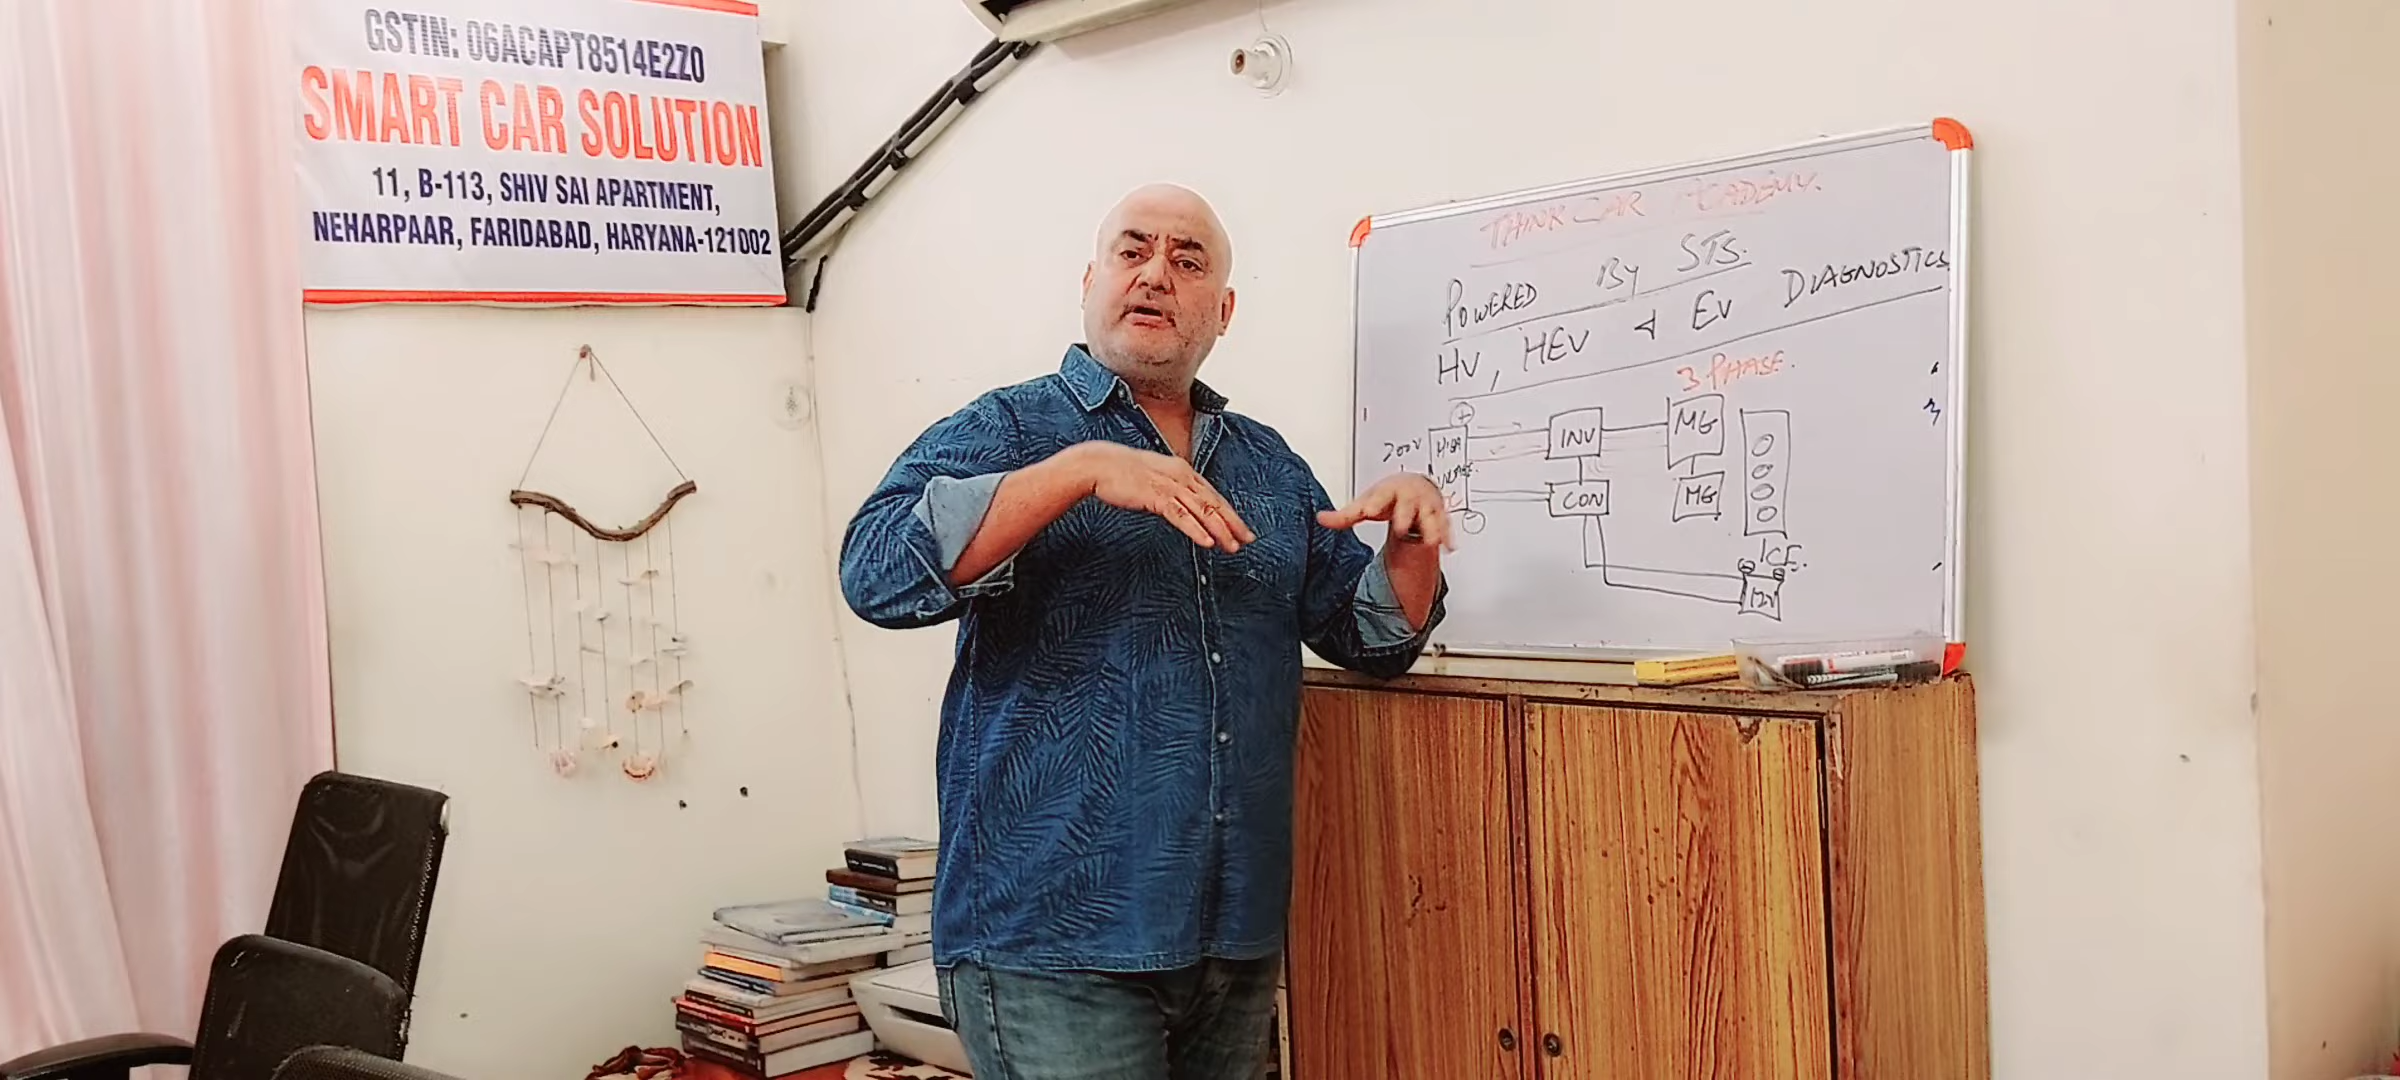 GSTIN: 06ACAPT8514E2Z0
SMART CAR SOLUTION
11, B-113, SHIV SAI APARTMENT,
NEHARPAAR, FARIDABAD, HARYANA-121002
THINK CAR ACADEMY.
POWERED By STS.
HV, HEV & EV DIAGNOSTICS
3 PHASE.
+
200V
HIGH
INV
MG
CON
MG
ICE.
12V